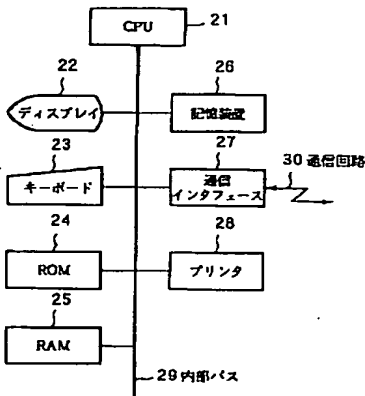 CPU
21
22
ディスプレイ
26
記憶装置
23
キーボード
27
通信
インタフェース
30 通信回路
24
ROM
28
プリンタ
25
RAM
29 内部バス